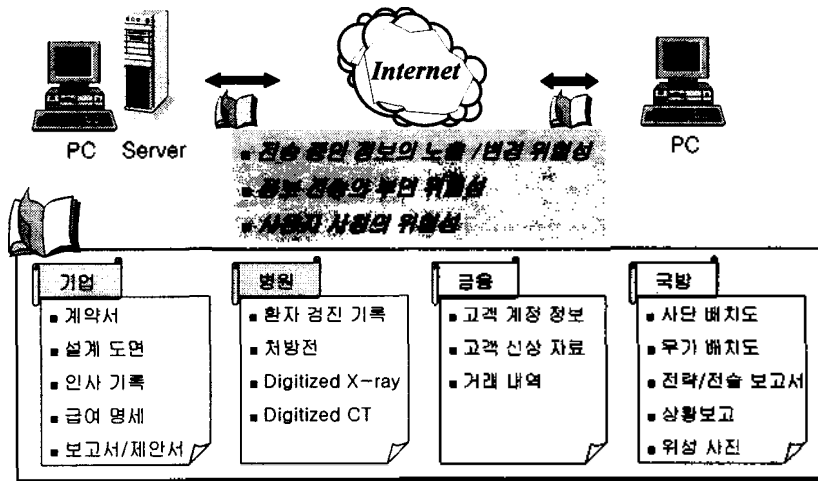 Internet
PC Server
PC
▪ 전송 중인 정보의 노출 /변경 위험성
▪ 정보 전송의 부인 위험성
▪ 사용자 사칭의 위험성
기업
▪ 계약서
▪ 설계 도면
▪ 인사 기록
▪ 급여 명세
▪ 보고서/제안서
병원
▪ 환자 검진 기록
▪ 처방전
▪ Digitized X-ray
▪ Digitized CT
금융
▪ 고객 계정 정보
▪ 고객 신상 자료
▪ 거래 내역
국방
▪ 사단 배치도
▪ 무기 배치도
▪ 전략/전술 보고서
▪ 상황보고
▪ 위성 사진